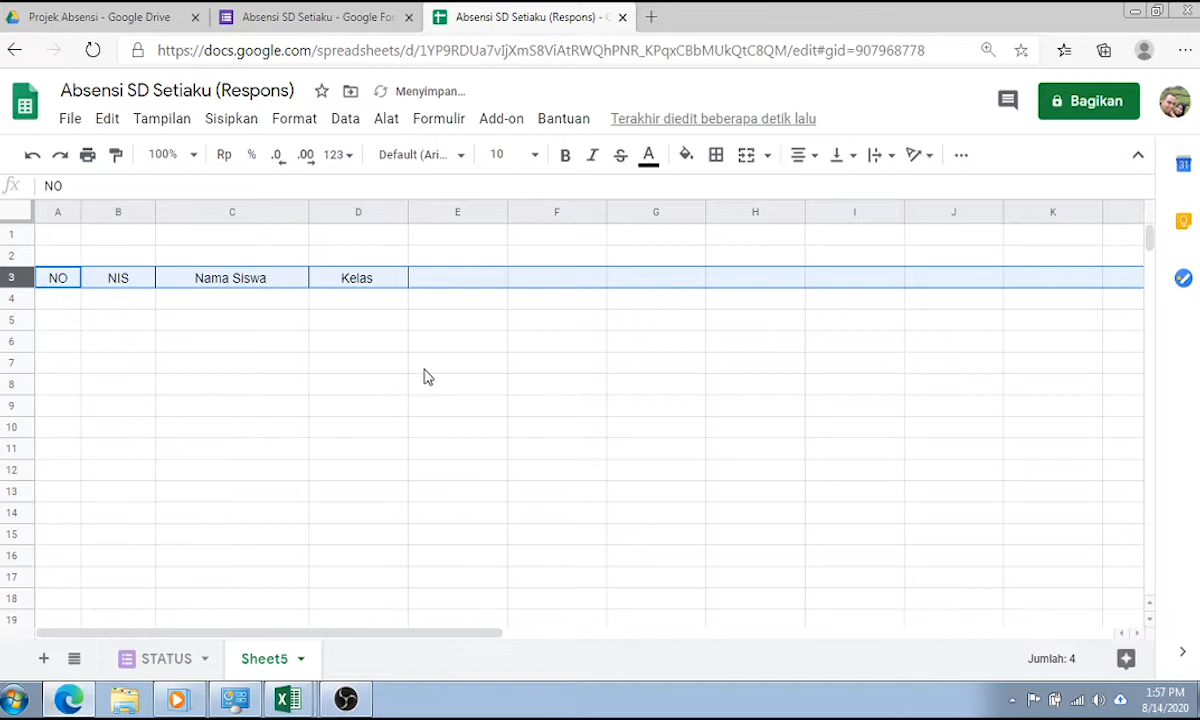 Projek Absensi - Google Drive
Absensi SD Setiaku - Google For
Absensi SD Setiaku (Respons) - G
https://docs.google.com/spreadsheets/d/1YP9RDUa7vIjXmS8ViAtRWQhPNR_KPqxCBbMUkQtC8QM/edit#gid=907968778
Absensi SD Setiaku (Respons)
Menyimpan...
File Edit Tampilan Sisipkan Format Data Alat Formulir Add-on Bantuan Terakhir diedit beberapa detik lalu
Bagikan
100% Rp % .0 .00 123 Default (Ari... 10 B I S A
31
fx NO
A B C D E F G H I J K
1
2
3 NO NIS Nama Siswa Kelas
4
5
6
7
8
9
10
11
12
13
14
15
16
17
18
19
STATUS Sheet5 Jumlah: 4
1:57 PM
8/14/2020